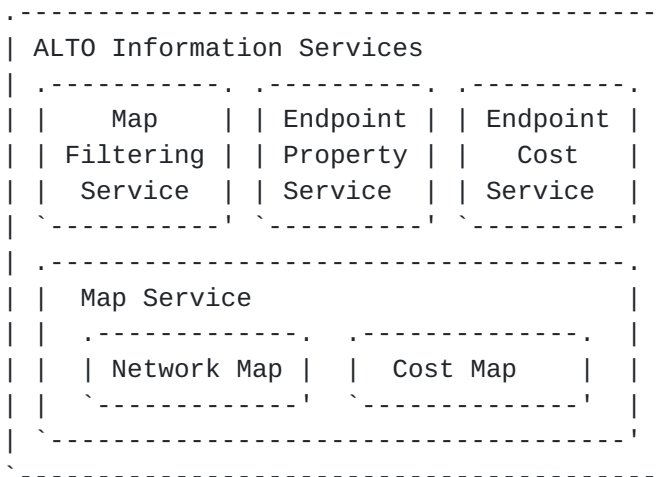 .-----------------------------------------
| ALTO Information Services
| .-----------. .----------. .----------.
| |    Map    | | Endpoint | | Endpoint |
| | Filtering | | Property | |   Cost   |
| |  Service  | | Service  | | Service  |
| `-----------' `----------' `----------'
| .-------------------------------------.
| |  Map Service                        |
| |  .-------------.  .--------------.  |
| |  | Network Map |  |  Cost Map    |  |
| |  `-------------'  `--------------'  |
| `-------------------------------------'
`-----------------------------------------